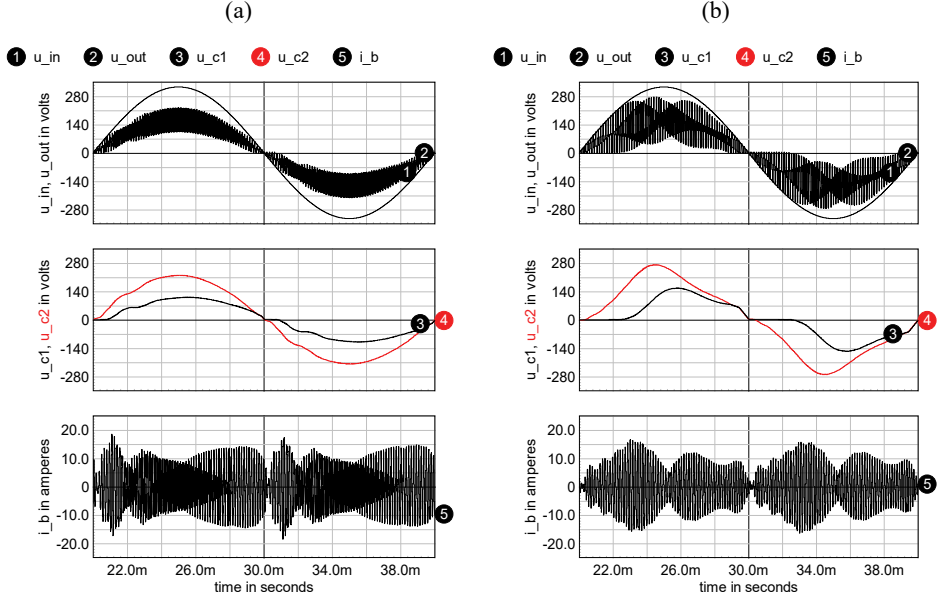 (a)
1 u_in 2 u_out 3 u_c1 4 u_c2 5 i_b
u_in, u_out in volts
280
140
0
-140
-280
2
1
u_c1, u_c2 in volts
280
140
0
-140
-280
3
4
i_b in amperes
20.0
10.0
0
-10.0
-20.0
5
22.0m 26.0m 30.0m 34.0m 38.0m
time in seconds
(b)
1 u_in 2 u_out 3 u_c1 4 u_c2 5 i_b
u_in, u_out in volts
280
140
0
-140
-280
2
1
u_c1, u_c2 in volts
280
140
0
-140
-280
3
4
i_b in amperes
20.0
10.0
0
-10.0
-20.0
5
22.0m 26.0m 30.0m 34.0m 38.0m
time in seconds